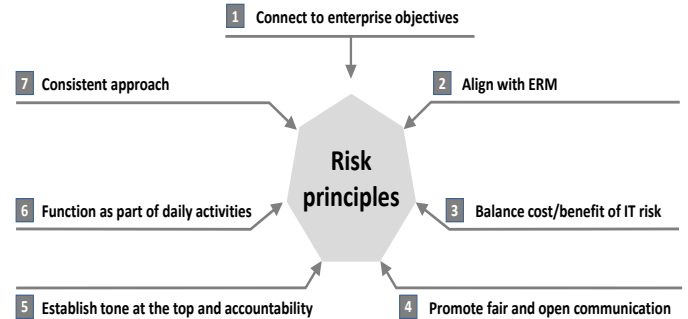 1 Connect to enterprise objectives
7 Consistent approach
2 Align with ERM
Risk
principles
6 Function as part of daily activities
3 Balance cost/benefit of IT risk
5 Establish tone at the top and accountability
4 Promote fair and open communication